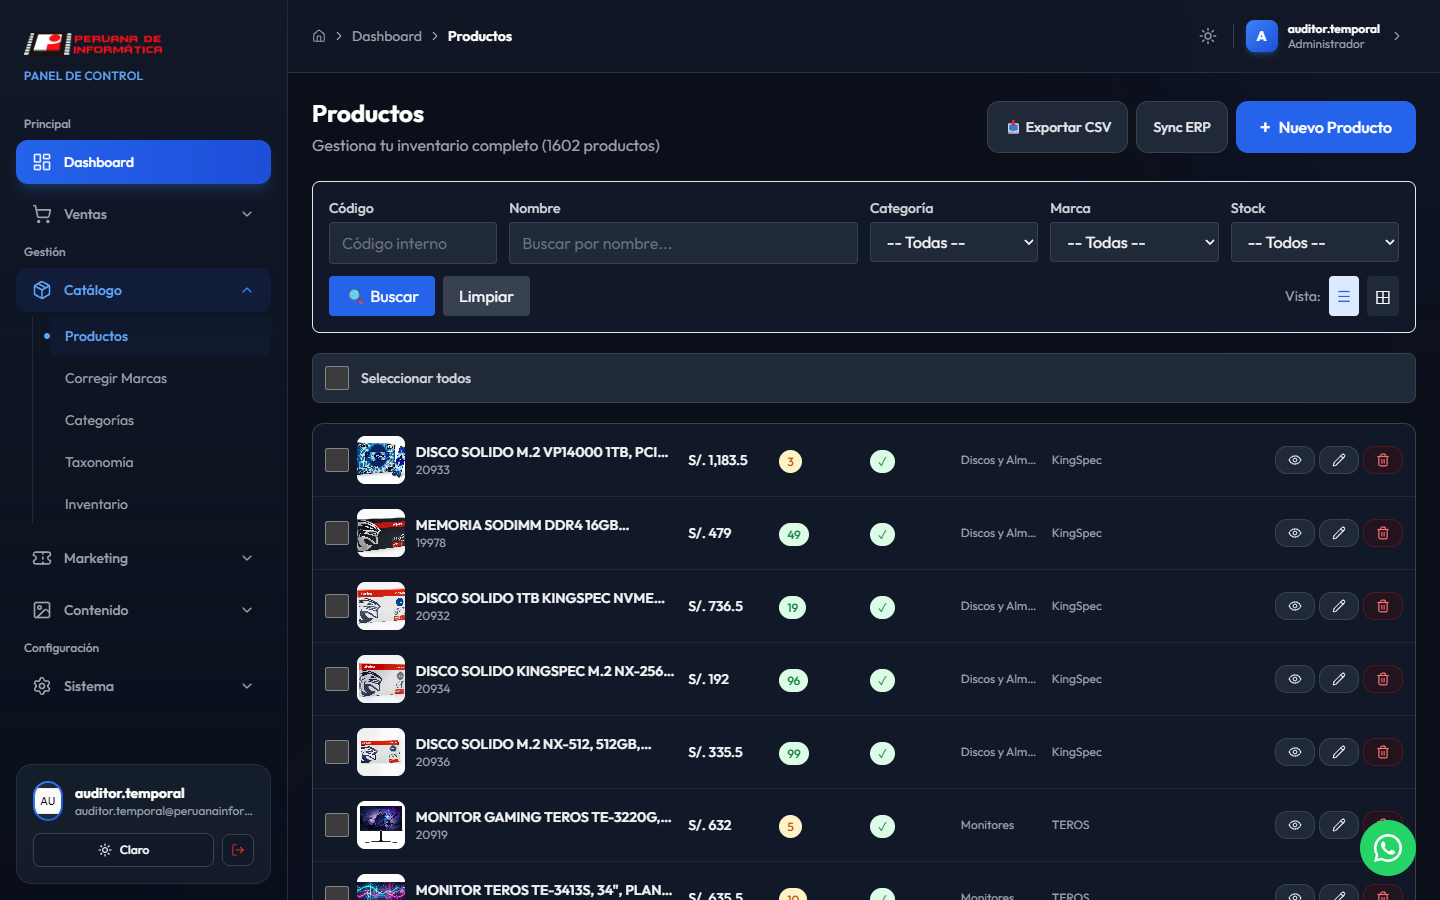 PERUANA DE
INFORMÁTICA
PANEL DE CONTROL
Principal
Dashboard
Ventas
Gestión
Catálogo
Productos
Corregir Marcas
Categorías
Taxonomía
Inventario
Marketing
Contenido
Configuración
Sistema
AU
auditor.temporal
auditor.temporal@peruanainfor...
Claro
Dashboard
Productos
A
auditor.temporal
Administrador
Productos
Gestiona tu inventario completo (1602 productos)
Exportar CSV
Sync ERP
+ Nuevo Producto
Código
Nombre
Categoría
Marca
Stock
Código interno
Buscar por nombre...
-- Todas --
-- Todas --
-- Todos --
Buscar
Limpiar
Vista:
Seleccionar todos
DISCO SOLIDO M.2 VP14000 1TB, PCI...
20933
S/. 1,183.5
3
✓
Discos y Alm...
KingSpec
MEMORIA SODIMM DDR4 16GB...
19978
S/. 479
49
✓
Discos y Alm...
KingSpec
DISCO SOLIDO 1TB KINGSPEC NVME...
20932
S/. 736.5
19
✓
Discos y Alm...
KingSpec
DISCO SOLIDO KINGSPEC M.2 NX-256...
20934
S/. 192
96
✓
Discos y Alm...
KingSpec
DISCO SOLIDO M.2 NX-512, 512GB,...
20936
S/. 335.5
99
✓
Discos y Alm...
KingSpec
MONITOR GAMING TEROS TE-3220G,...
20919
S/. 632
5
✓
Monitores
TEROS
MONITOR TEROS TE-3413S, 34", PLAN...
S/. 635.5
10
✓
Monitores
TEROS